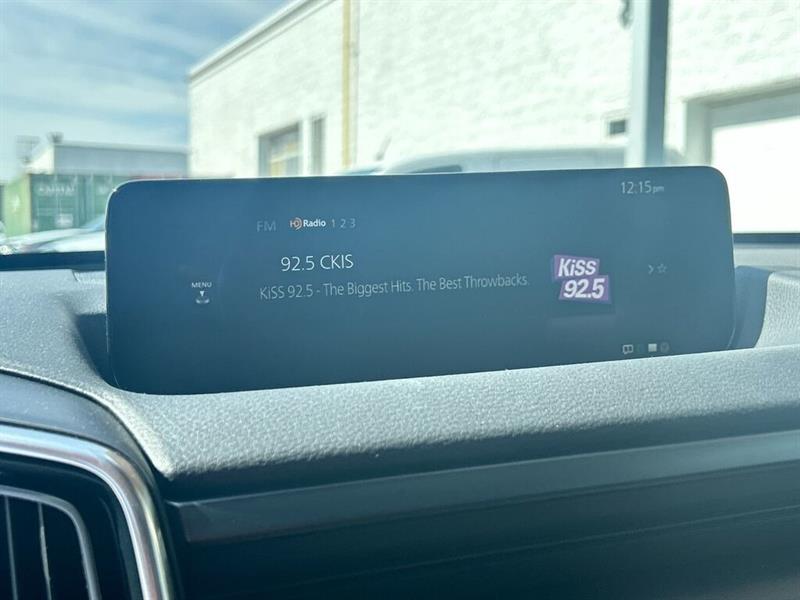 12:15pm
FM HD Radio 1 2 3
92.5 CKIS
MENU
KiSS 92.5 - The Biggest Hits. The Best Throwbacks.
KiSS
92.5